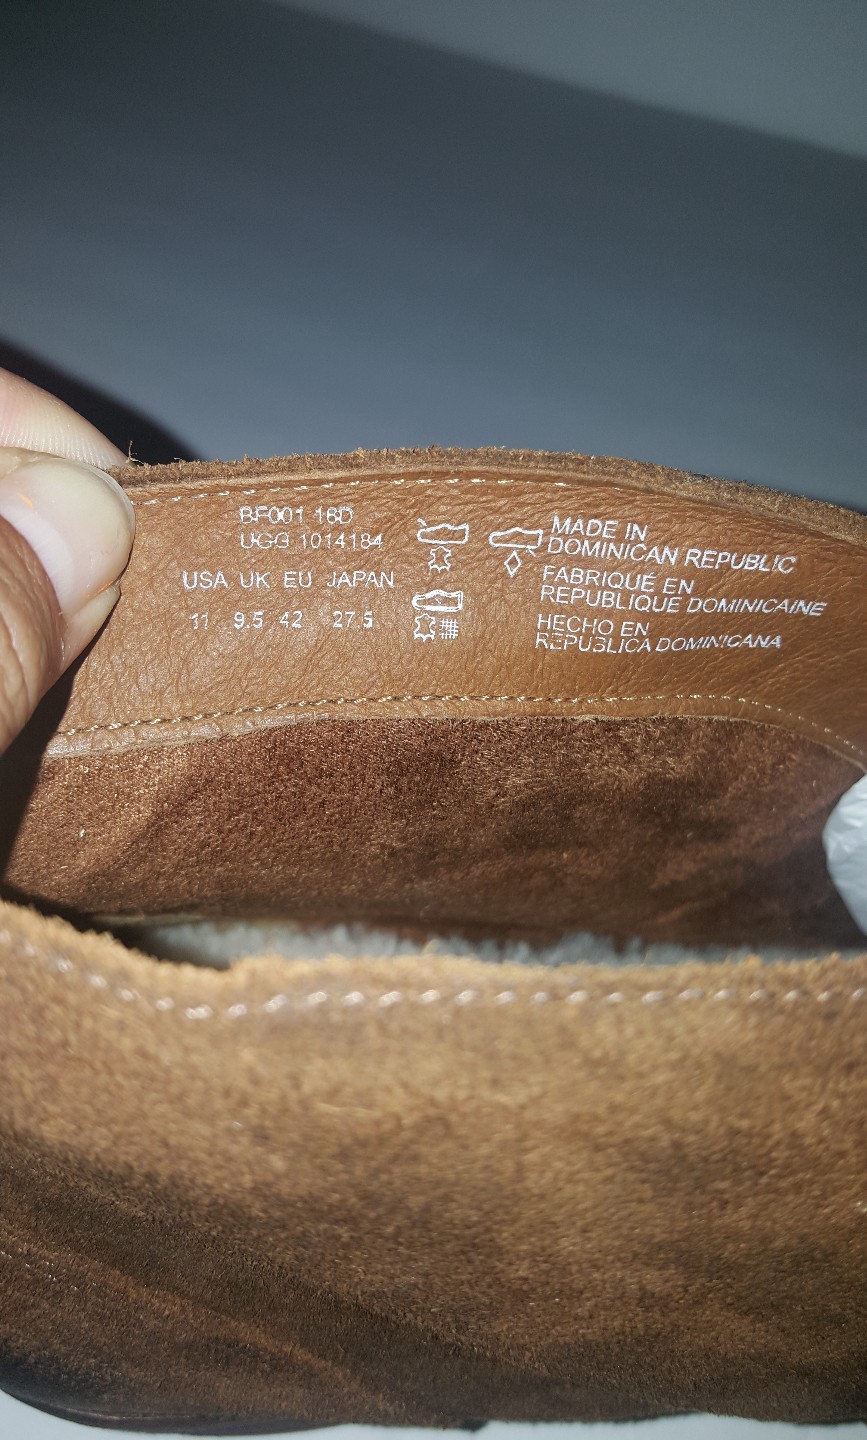 BF001 16D
UGG 1014184
USA UK EU JAPAN
11 9.5 42 27.5
MADE IN
DOMINICAN REPUBLIC
FABRIQUÉ EN
REPUBLIQUE DOMINICAINE
HECHO EN
REPUBLICA DOMINICANA